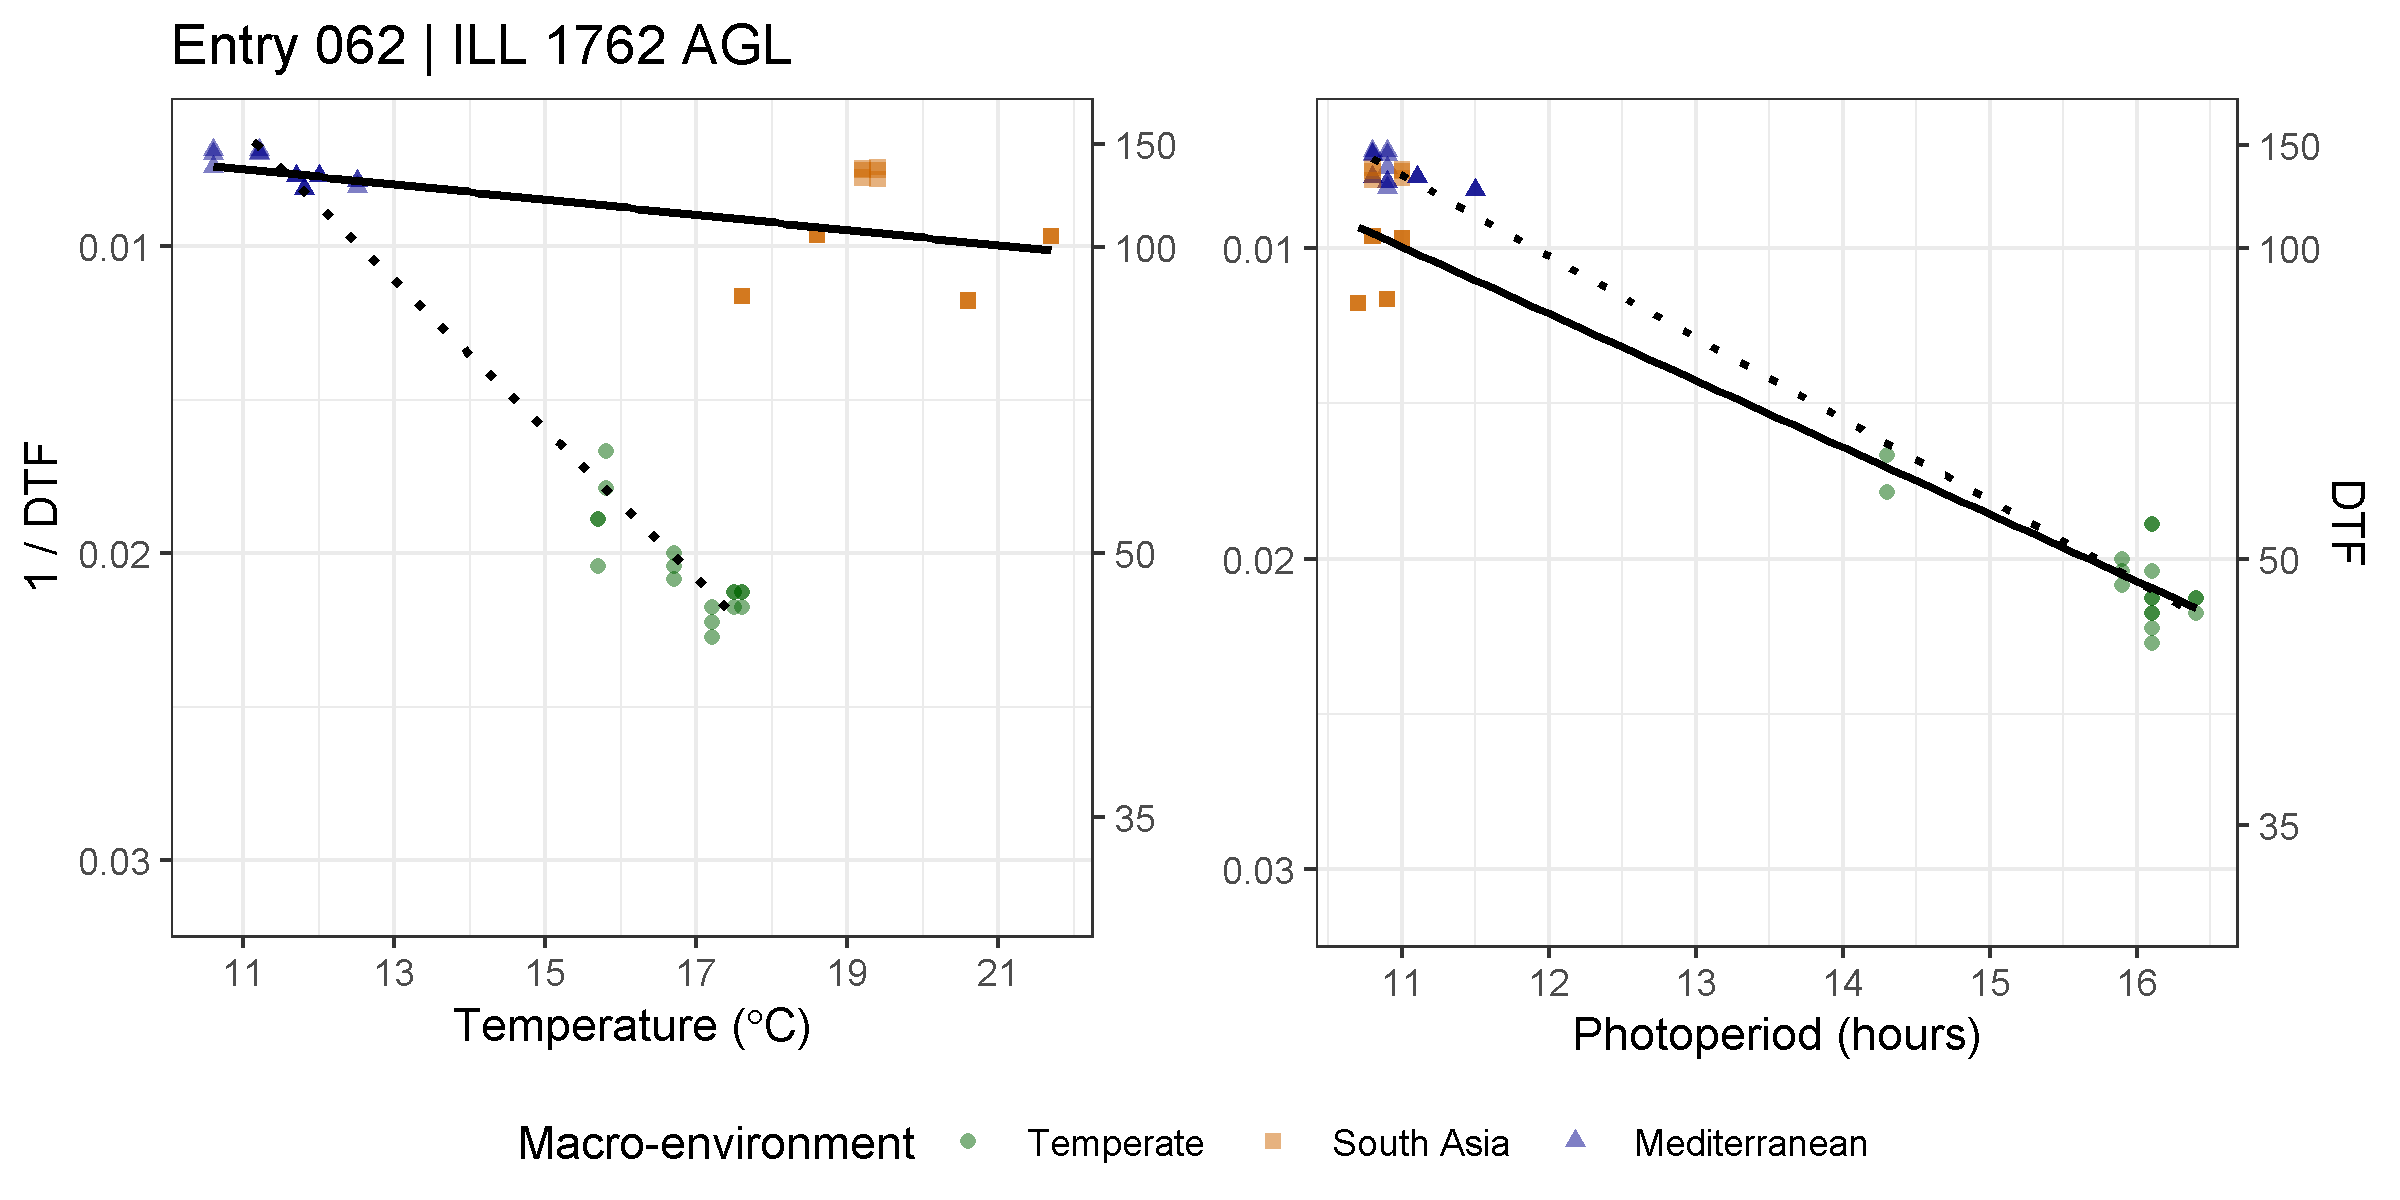 Entry 062 | ILL 1762 AGL
1 / DTF
0.01
0.02
0.03
150
100
50
35
11 13 15 17 19 21
Temperature (°C)
0.01
0.02
0.03
150
100
50
35
DTF
11 12 13 14 15 16
Photoperiod (hours)
Macro-environment Temperate South Asia Mediterranean